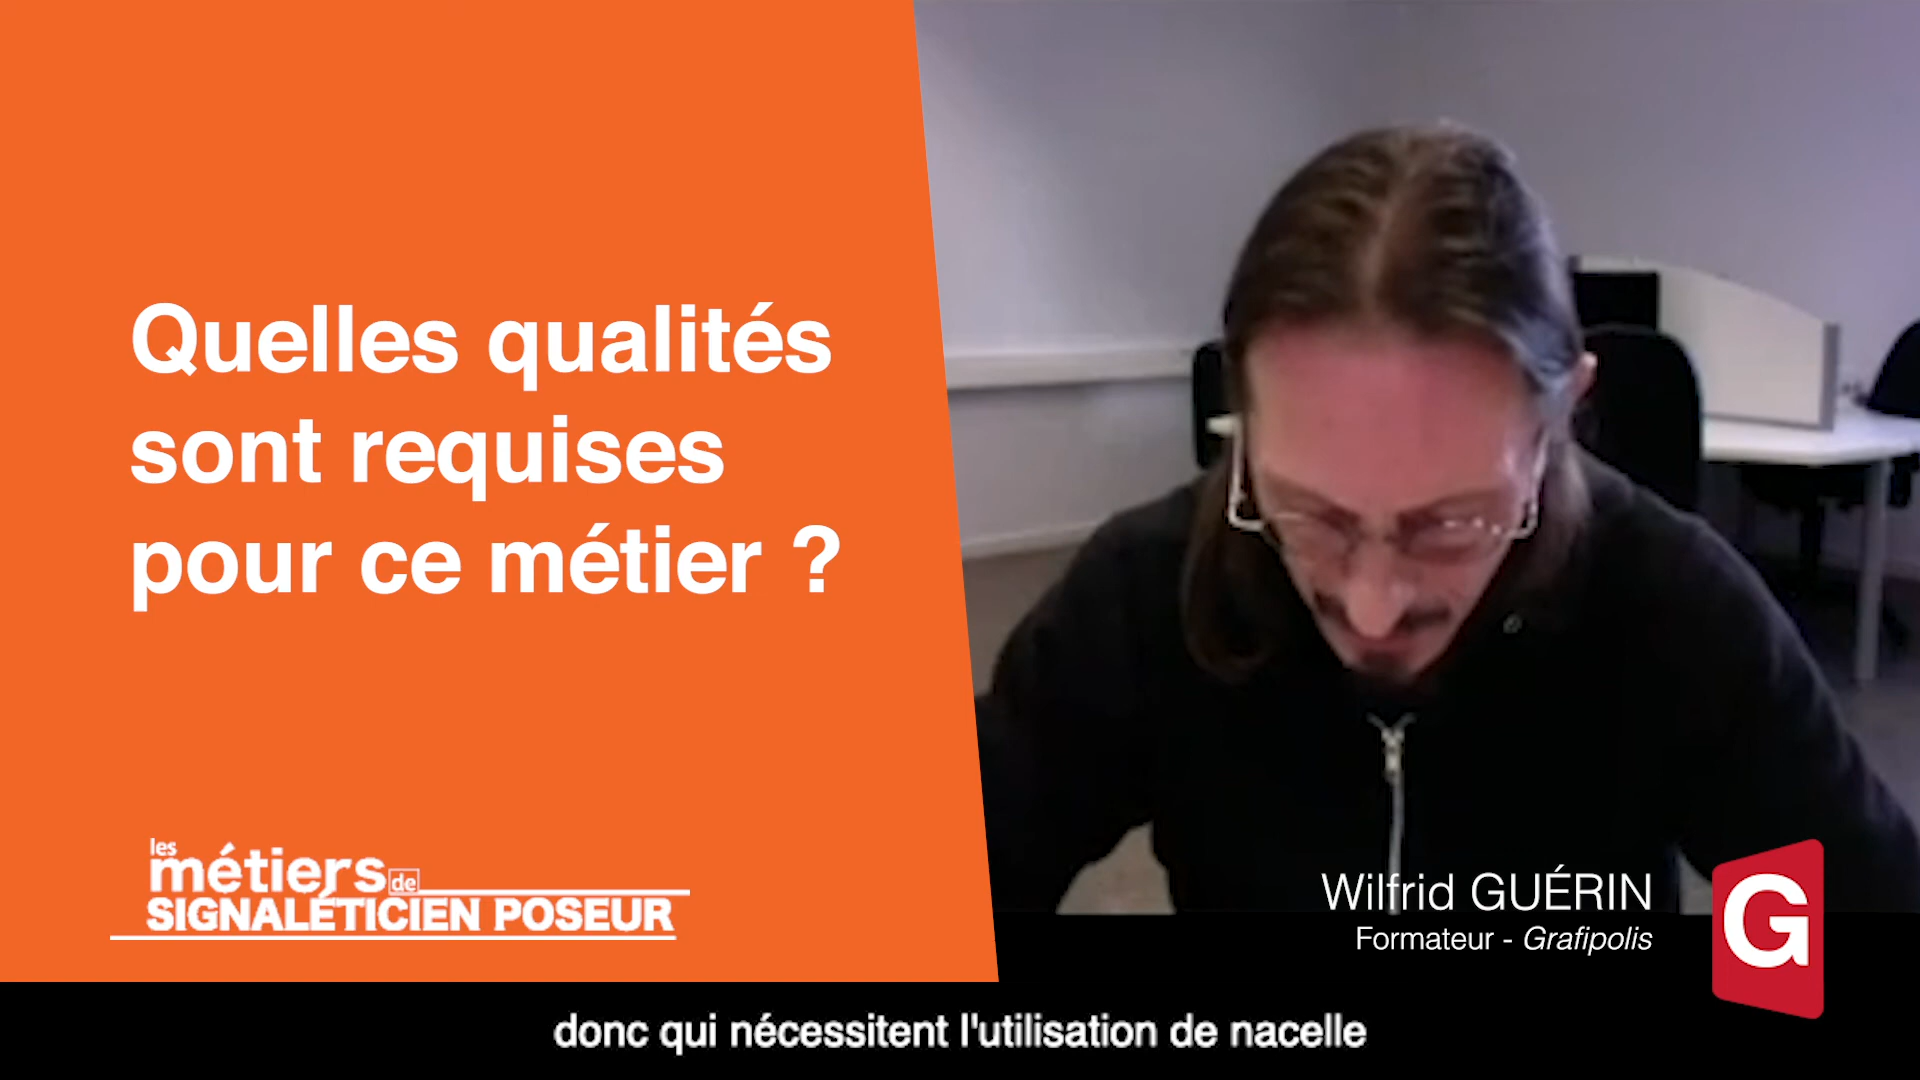 Quelles qualités
sont requises
pour ce métier ?
les
métiers de
SIGNALÉTICIEN POSEUR
Wilfrid GUÉRIN
Formateur - Grafipolis
G
donc qui nécessitent l'utilisation de nacelle